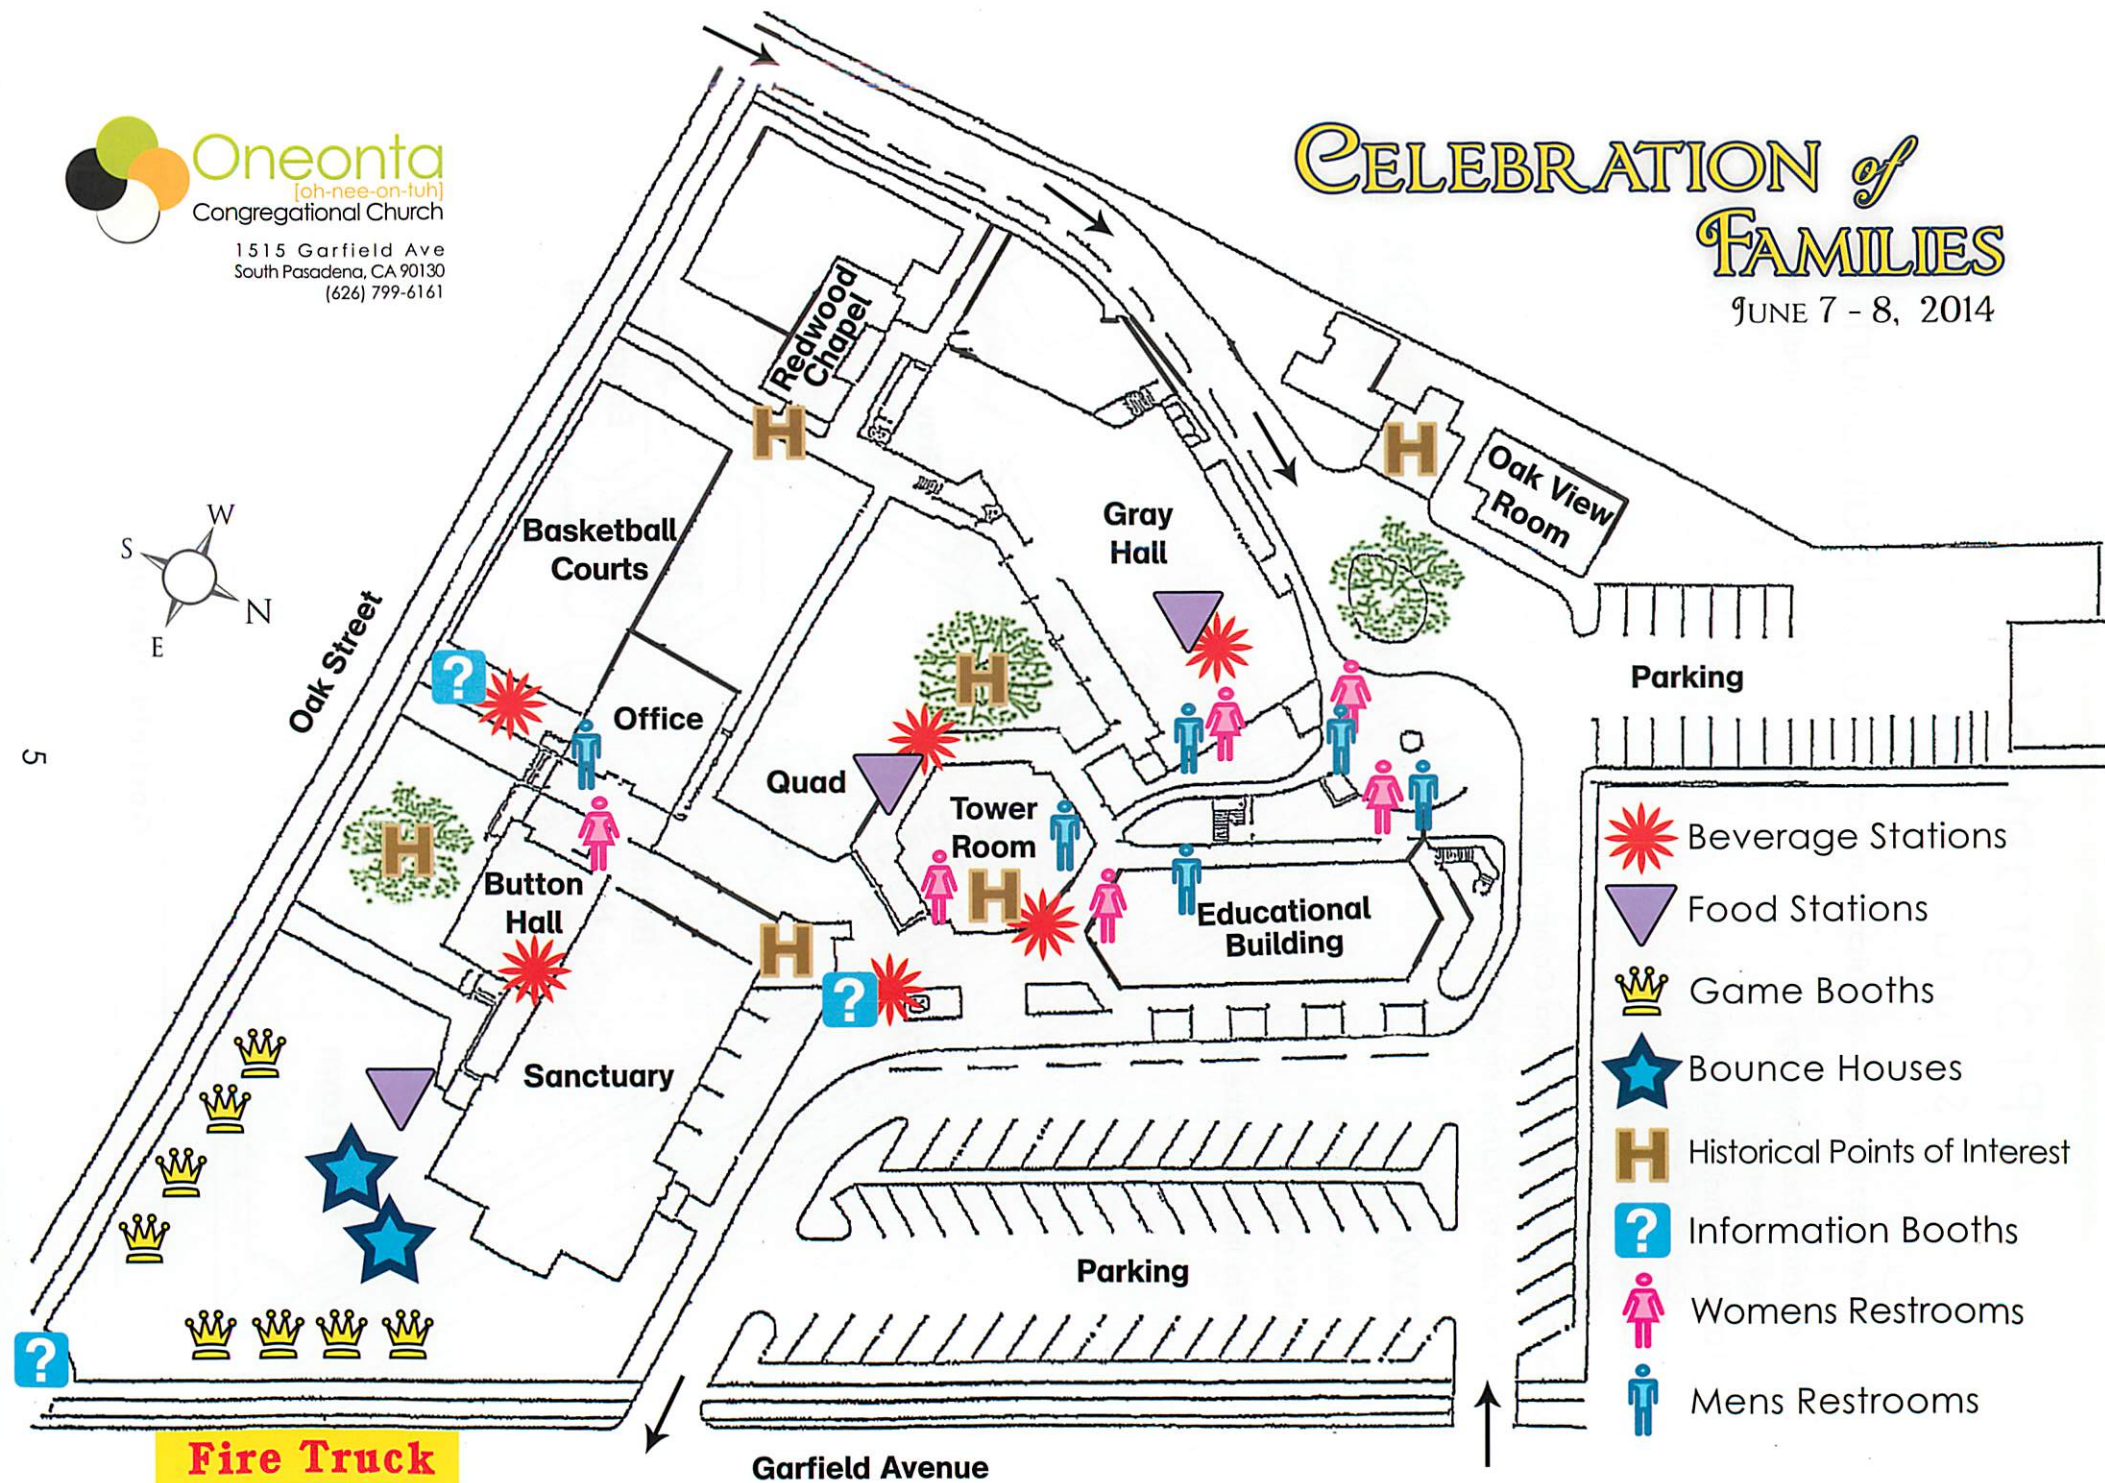 Oneonta
[oh-nee-on-tuh]
Congregational Church
1515 Garfield Ave
South Pasadena, CA 90130
(626) 799-6161
CELEBRATION of
FAMILIES
JUNE 7 - 8, 2014
Redwood
Chapel
Oak View
Room
Gray
Hall
Basketball
Courts
W
S
N
E
Oak Street
Parking
Office
?
5
Quad
Tower
Room
H
H
H
H
H
H
Button
Hall
Educational
Building
?
Sanctuary
Parking
?
Beverage Stations
Food Stations
Game Booths
Bounce Houses
H Historical Points of Interest
? Information Booths
Womens Restrooms
Mens Restrooms
Fire Truck
Garfield Avenue